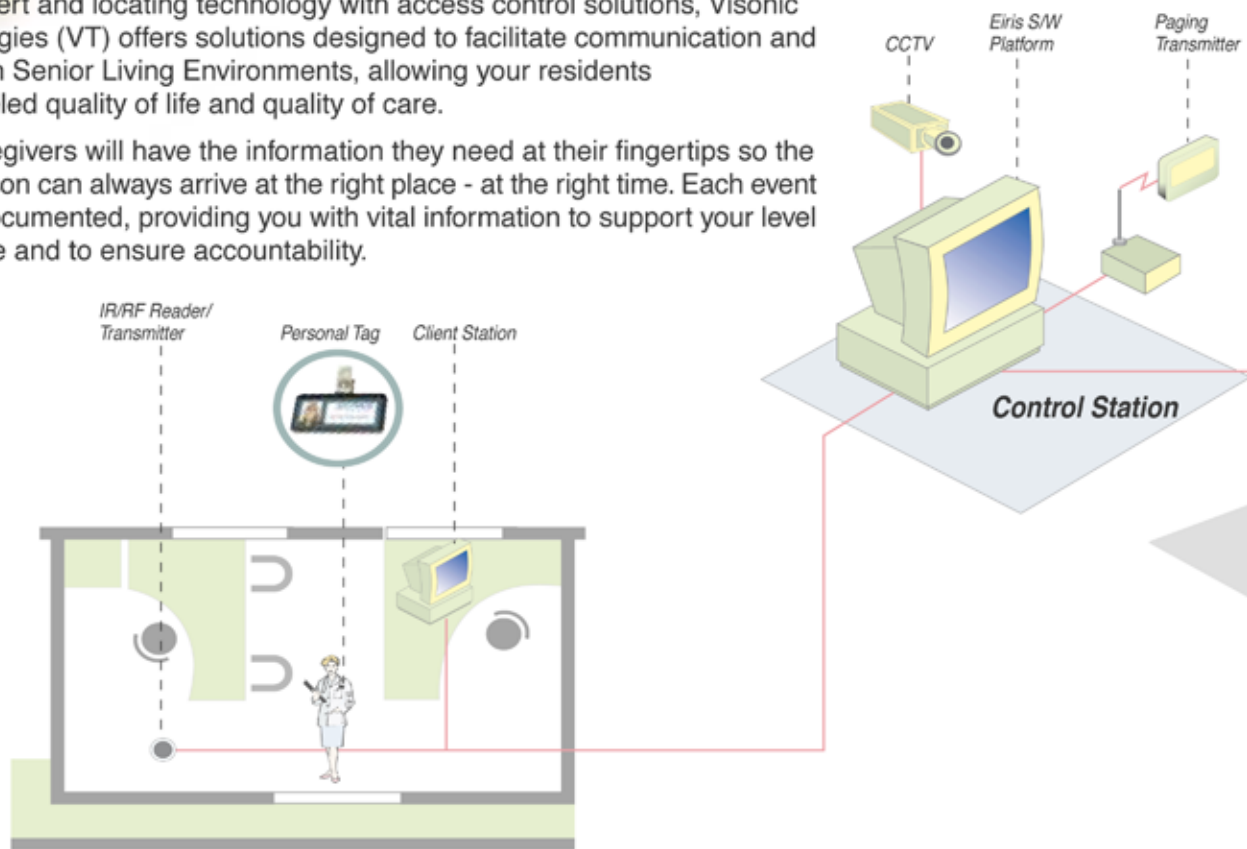 ert and locating technology with access control solutions, Visonic
gies (VT) offers solutions designed to facilitate communication and
n Senior Living Environments, allowing your residents
led quality of life and quality of care.
egivers will have the information they need at their fingertips so the
on can always arrive at the right place - at the right time. Each event
ocumented, providing you with vital information to support your level
e and to ensure accountability.
CCTV
Eiris S/W
Platform
Paging
Transmitter
Control Station
IR/RF Reader/
Transmitter
Personal Tag
Client Station